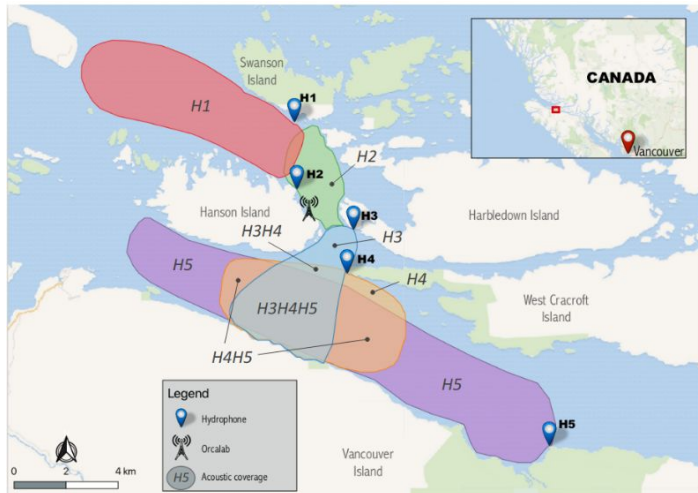 CANADA
Vancouver
Swanson
Island
H1
H1
H2
H2
Hanson Island
H3
H3
Harbledown Island
H3H4
H4
H4
H5
H3H4H5
West Cracroft
Island
H4H5
H5
H5
Vancouver
Island
Legend
Hydrophone
Orcalab
H5 Acoustic coverage
0 2 4 km